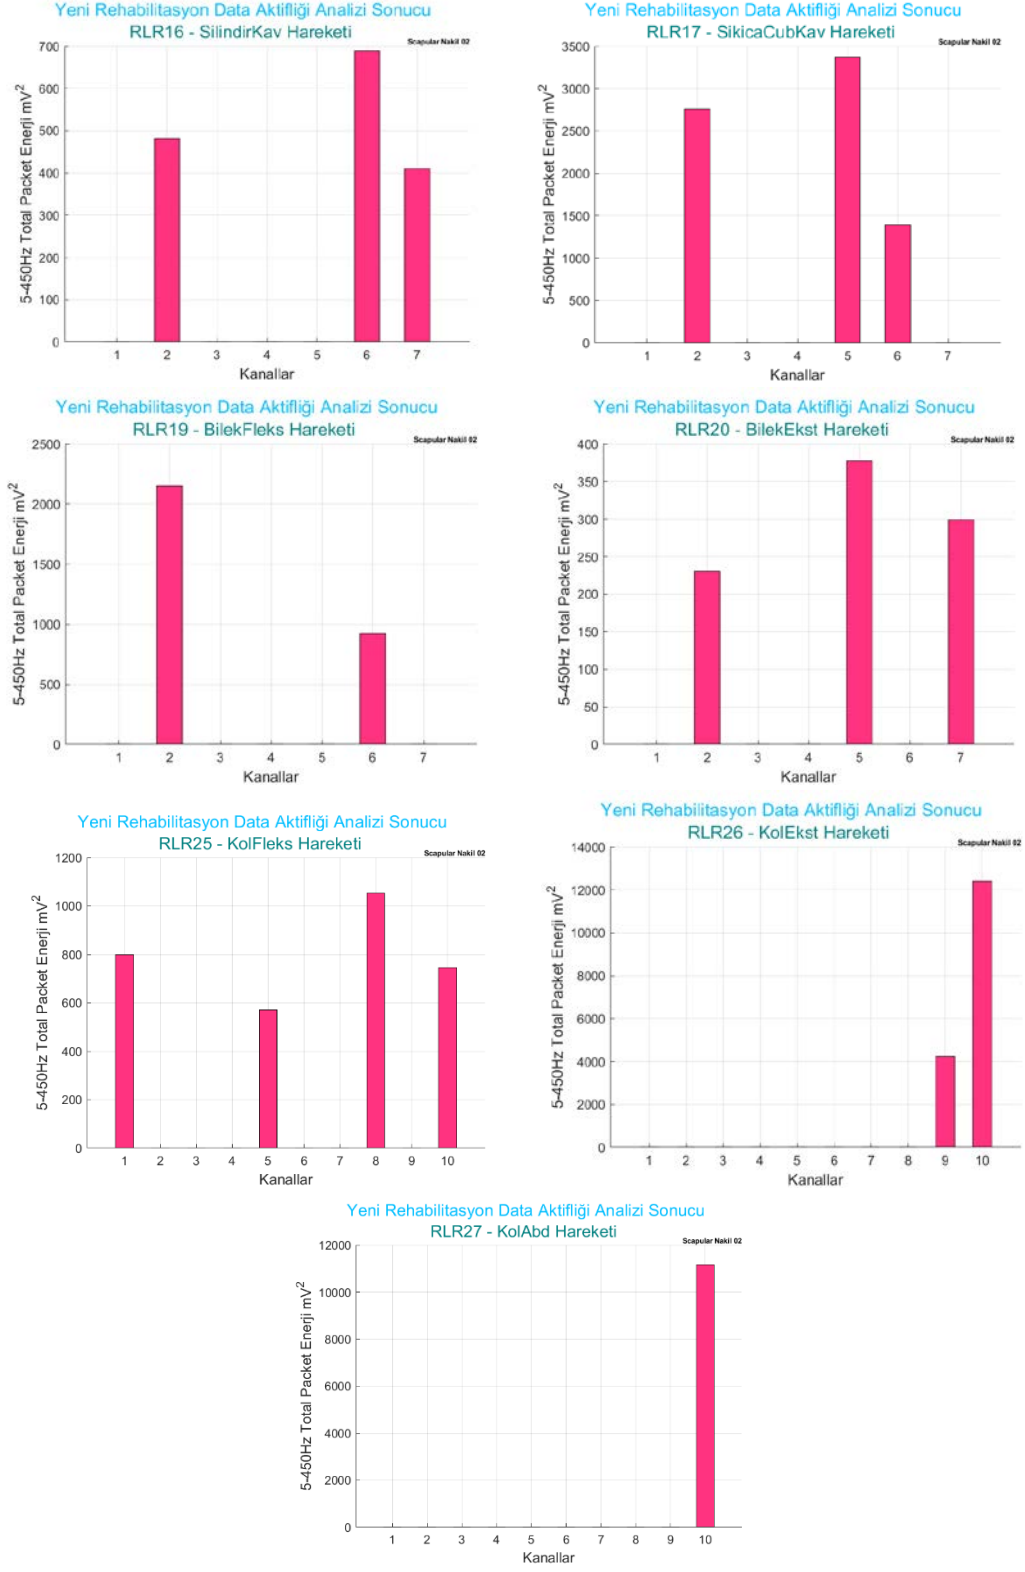 Yeni Rehabilitasyon Data Aktifliği Analizi Sonucu
RLR16 - SilindirKav Hareketi
Scapular Nakil 02
5-450Hz Total Packet Enerji mV²
700
600
500
400
300
200
100
0
1 2 3 4 5 6 7
Kanallar
Yeni Rehabilitasyon Data Aktifliği Analizi Sonucu
RLR17 - SikicaCubKav Hareketi
Scapular Nakil 02
5-450Hz Total Packet Enerji mV²
3500
3000
2500
2000
1500
1000
500
0
1 2 3 4 5 6 7
Kanallar
Yeni Rehabilitasyon Data Aktifliği Analizi Sonucu
RLR19 - BilekFleks Hareketi
Scapular Nakil 02
5-450Hz Total Packet Enerji mV²
2500
2000
1500
1000
500
0
1 2 3 4 5 6 7
Kanallar
Yeni Rehabilitasyon Data Aktifliği Analizi Sonucu
RLR20 - BilekEkst Hareketi
Scapular Nakil 02
5-450Hz Total Packet Enerji mV²
400
350
300
250
200
150
100
50
0
1 2 3 4 5 6 7
Kanallar
Yeni Rehabilitasyon Data Aktifliği Analizi Sonucu
RLR25 - KolFleks Hareketi
Scapular Nakil 02
5-450Hz Total Packet Enerji mV²
1200
1000
800
600
400
200
0
1 2 3 4 5 6 7 8 9 10
Kanallar
Yeni Rehabilitasyon Data Aktifliği Analizi Sonucu
RLR26 - KolEkst Hareketi
Scapular Nakil 02
5-450Hz Total Packet Enerji mV²
14000
12000
10000
8000
6000
4000
2000
0
1 2 3 4 5 6 7 8 9 10
Kanallar
Yeni Rehabilitasyon Data Aktifliği Analizi Sonucu
RLR27 - KolAbd Hareketi
Scapular Nakil 02
5-450Hz Total Packet Enerji mV²
12000
10000
8000
6000
4000
2000
0
1 2 3 4 5 6 7 8 9 10
Kanallar